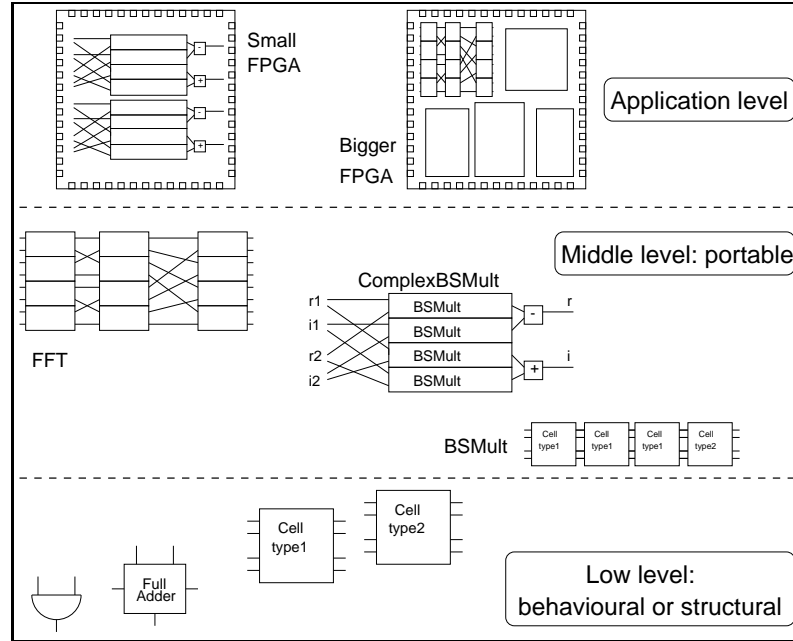 Small
FPGA
-
+
-
+
Bigger
FPGA
Application level
Middle level: portable
FFT
ComplexBSMult
r1
i1
r2
i2
BSMult
BSMult
BSMult
BSMult
-
+
r
i
BSMult
Cell
type1
Cell
type1
Cell
type1
Cell
type2
Full
Adder
Cell
type1
Cell
type2
Low level:
behavioural or structural